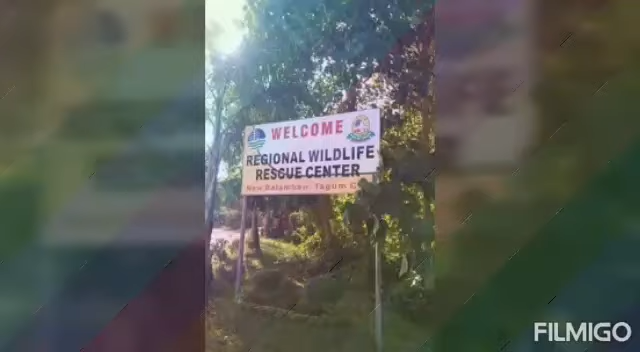 WELCOME
REGIONAL WILDLIFE
RESCUE CENTER
New Balamban, Tagum C
FILMIGO